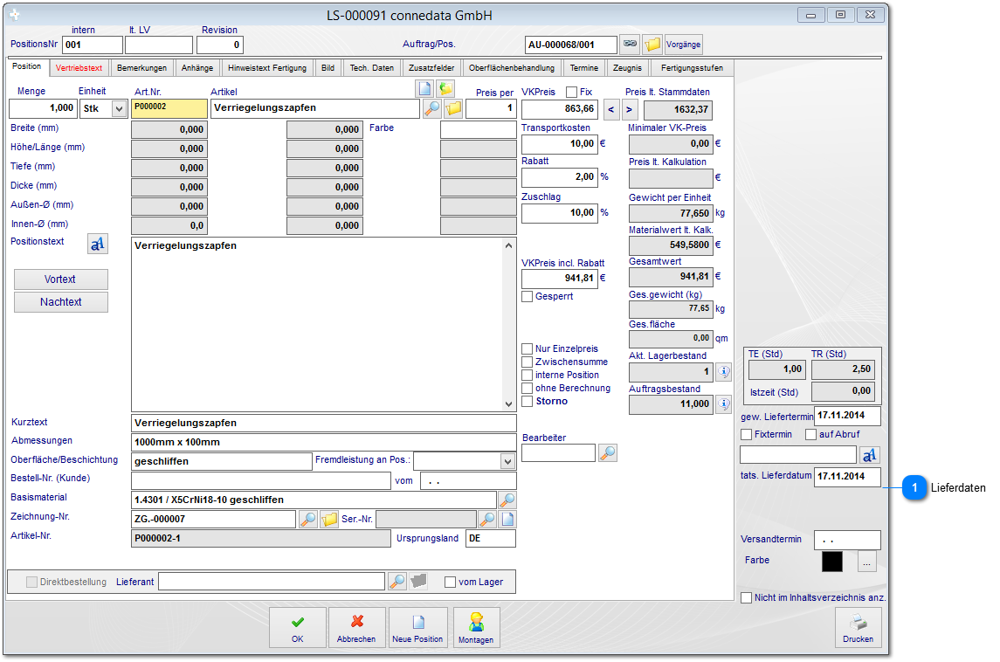 LS-000091 connedata GmbH
intern lt. LV Revision
PositionsNr 001 0 Auftrag/Pos. AU-000068/001 Vorgänge
Position Vertriebstext Bemerkungen Anhänge Hinweistext Fertigung Bild Tech. Daten Zusatzfelder Oberflächenbehandlung Termine Zeugnis Fertigungsstufen
Menge Einheit Art.Nr. Artikel Preis per VKPreis Fix Preis lt. Stammdaten
1,000 Stk P000002 Verriegelungszapfen 1 863,66 < > 1632,37
Breite (mm) 0,000 0,000 Farbe Transportkosten Minimaler VK-Preis
Höhe/Länge (mm) 0,000 0,000 10,00 € 0,00 €
Tiefe (mm) 0,000 0,000 Rabatt Preis lt. Kalkulation
Dicke (mm) 0,000 0,000 2,00 % €
Außen-Ø (mm) 0,000 0,000 Zuschlag Gewicht per Einheit
Innen-Ø (mm) 0,0 0,000 10,00 % 77,650 kg
Positionstext aA Verriegelungszapfen Materialwert lt. Kalk.
549,5800 €
Vortext VKPreis incl. Rabatt Gesamtwert
941,81 € 941,81 €
Nachtext Gesperrt Ges.gewicht (kg)
77,65 kg
Ges.fläche
0,00 qm
Nur Einzelpreis Akt. Lagerbestand
Zwischensumme 1
interne Position
ohne Berechnung Auftragsbestand
Storno 11,000
TE (Std) TR (Std)
1,00 2,50
Istzeit (Std) 0,00
gew. Liefertermin 17.11.2014
Fixtermin auf Abruf
aA
tats. Lieferdatum 17.11.2014
1 Lieferdaten
Kurztext Verriegelungszapfen
Abmessungen 1000mm x 100mm Bearbeiter
Oberfläche/Beschichtung geschliffen Fremdleistung an Pos.:
Bestell-Nr. (Kunde) vom . .
Basismaterial 1.4301 / X5CrNi18-10 geschliffen
Zeichnung-Nr. ZG.-000007 Ser.-Nr.
Artikel-Nr. P000002-1 Ursprungsland DE
Versandtermin . .
Farbe ...
Direktbestellung Lieferant vom Lager
Nicht im Inhaltsverzeichnis anz.
OK Abbrechen Neue Position Montagen Drucken